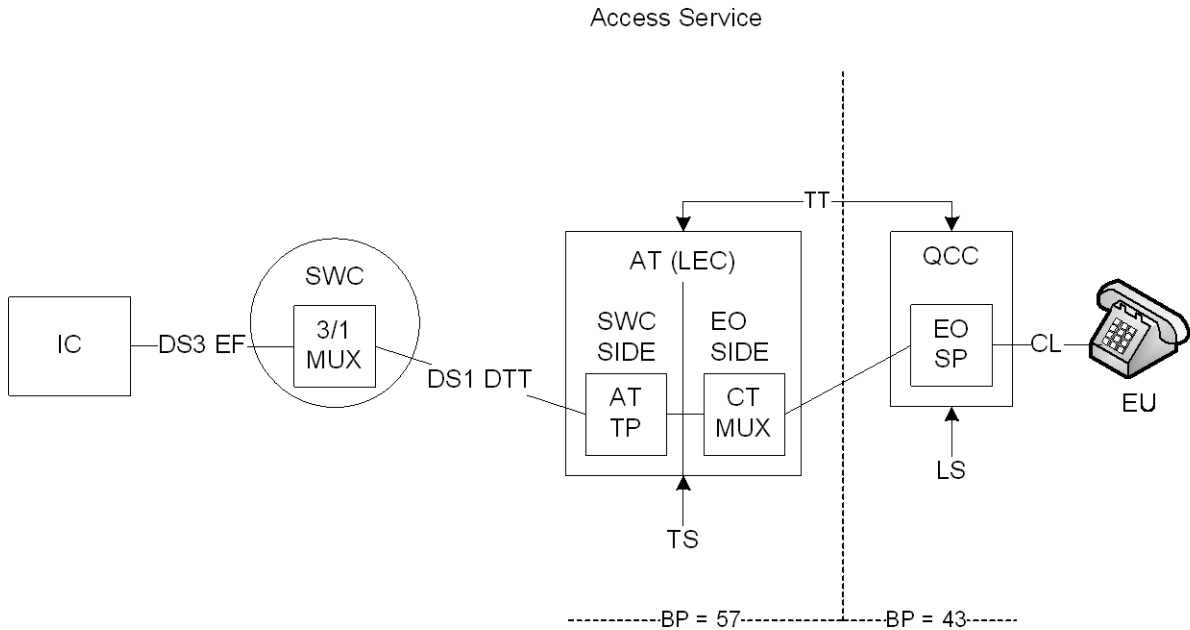 Access Service
TT
AT (LEC)
QCC
SWC
3/1
MUX
IC
DS3 EF
DS1 DTT
SWC
SIDE
EO
SIDE
AT
TP
CT
MUX
EO
SP
CL
EU
LS
TS
BP = 57
BP = 43